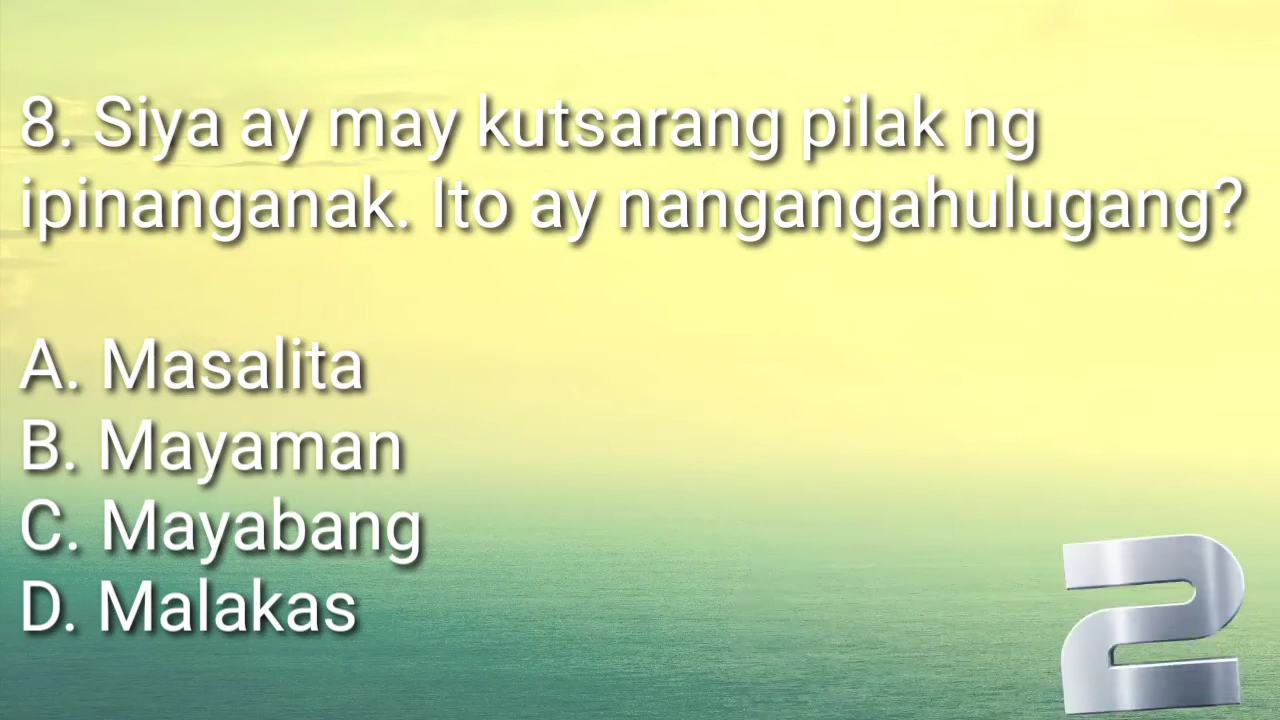 8. Siya ay may kutsarang pilak ng
ipinanganak. Ito ay nangangahulugang?
A. Masalita
B. Mayaman
C. Mayabang
D. Malakas
2